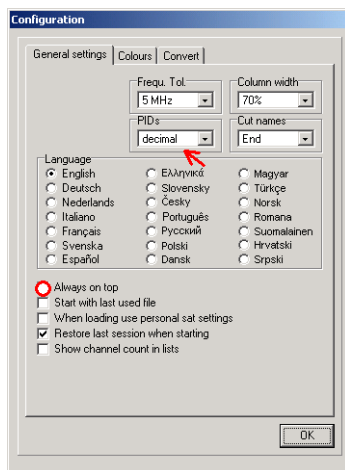 Configuration
General settings Colours Convert
Frequ. Tol. Column width
5 MHz 70%
PIDs Cut names
decimal End
Language
English Ελληνικά Magyar
Deutsch Slovensky Türkçe
Nederlands Česky Norsk
Italiano Português Romana
Français Русский Suomalainen
Svenska Polski Hrvatski
Español Dansk Srpski
Always on top
Start with last used file
When loading use personal sat settings
Restore last session when starting
Show channel count in lists
OK